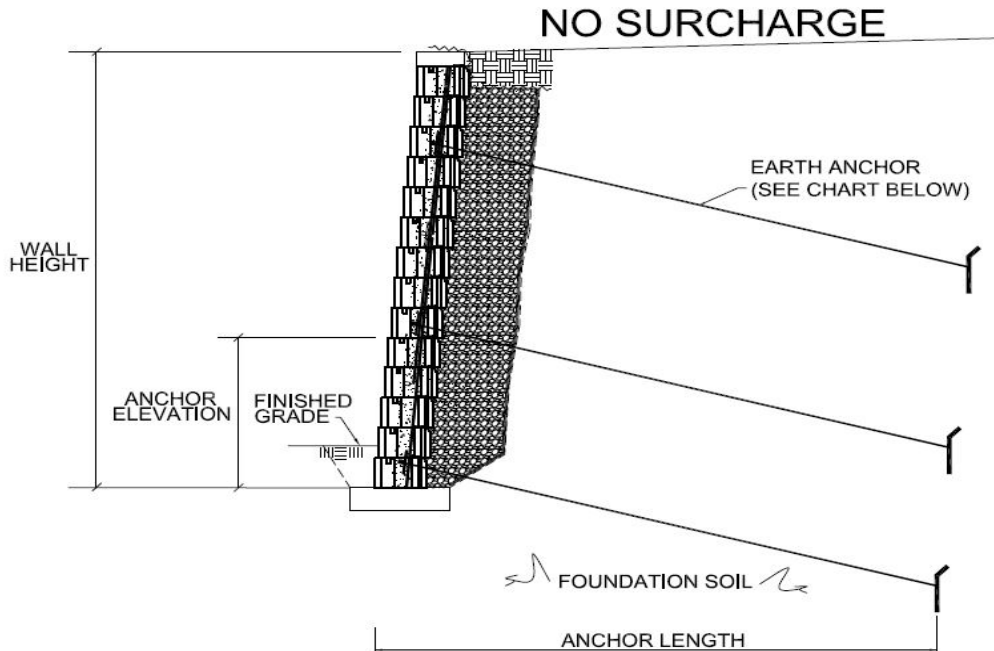 NO SURCHARGE
EARTH ANCHOR
(SEE CHART BELOW)
WALL
HEIGHT
ANCHOR
ELEVATION
FINISHED
GRADE
FOUNDATION SOIL
ANCHOR LENGTH